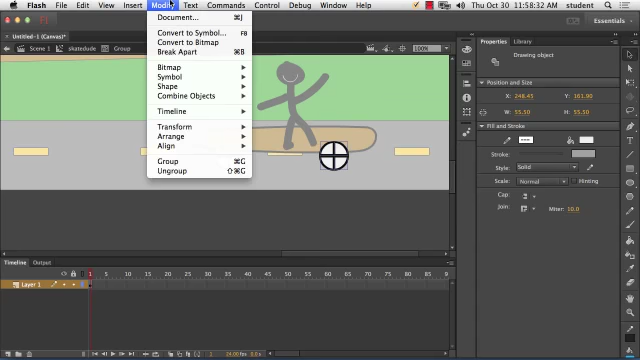 Flash File Edit View Insert Modify Text Commands Control Debug Window Help Thu Oct 30 11:58:32 AM student
Essentials
Untitled-1 (Canvas)*
Scene 1 skatedude Group 100%
Document... ⌘J
Convert to Symbol... F8
Convert to Bitmap
Break Apart ⌘B
Bitmap
Symbol
Shape
Combine Objects
Timeline
Transform
Arrange
Align
Group ⌘G
Ungroup ⇧⌘G
Properties Library
Drawing object
Position and Size
X: 248.45 Y: 163.90
W: 55.50 H: 55.50
Fill and Stroke
Stroke:
Style: Solid
Scale: Normal Hinting
Cap:
Join: Miter: 10.0
Timeline Output
1 5 10 15 20 25 30 35 40 45 50 55 60 65 70 75 80 85 90
Layer 1
1 24.00 fps 0.0 s